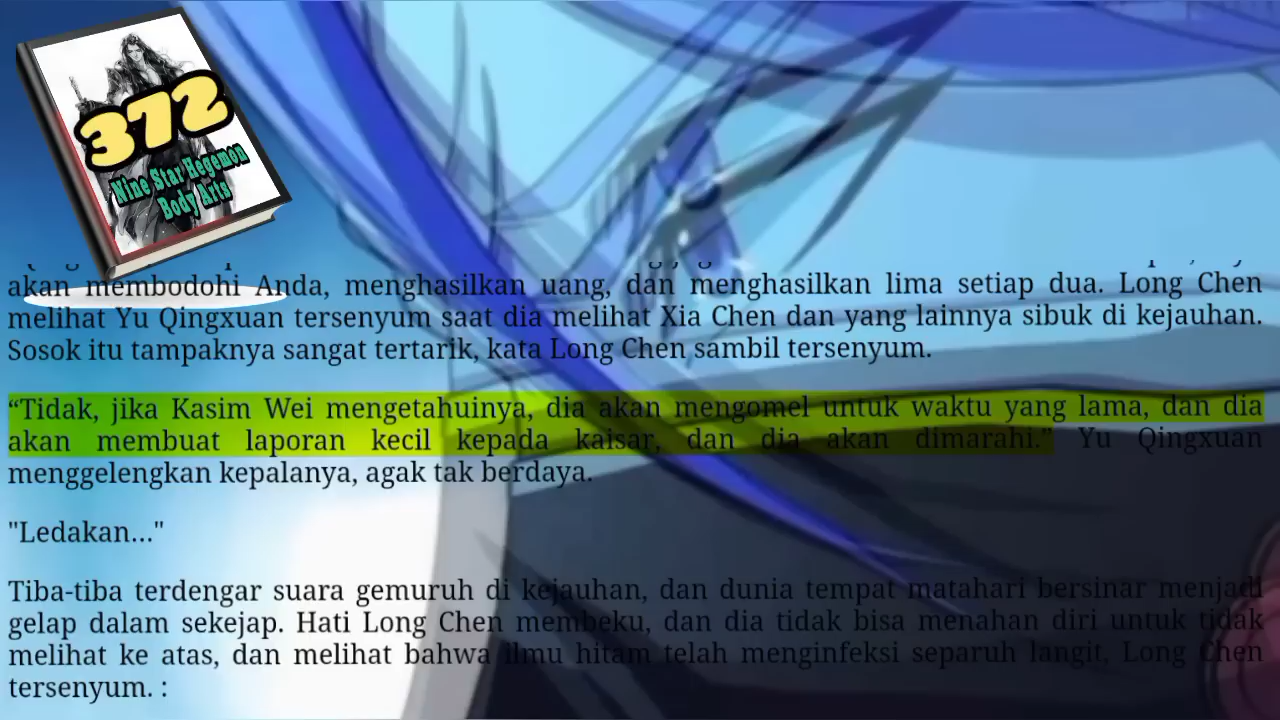 372
Nine Star Hegemon
Body Arts
akan membodohi Anda, menghasilkan uang, dan menghasilkan lima setiap dua. Long Chen
melihat Yu Qingxuan tersenyum saat dia melihat Xia Chen dan yang lainnya sibuk di kejauhan.
Sosok itu tampaknya sangat tertarik, kata Long Chen sambil tersenyum.
“Tidak, jika Kasim Wei mengetahuinya, dia akan mengomel untuk waktu yang lama, dan dia
akan membuat laporan kecil kepada kaisar, dan dia akan dimarahi.” Yu Qingxuan
menggelengkan kepalanya, agak tak berdaya.
"Ledakan..."
Tiba-tiba terdengar suara gemuruh di kejauhan, dan dunia tempat matahari bersinar menjadi
gelap dalam sekejap. Hati Long Chen membeku, dan dia tidak bisa menahan diri untuk tidak
melihat ke atas, dan melihat bahwa ilmu hitam telah menginfeksi separuh langit, Long Chen
tersenyum. :